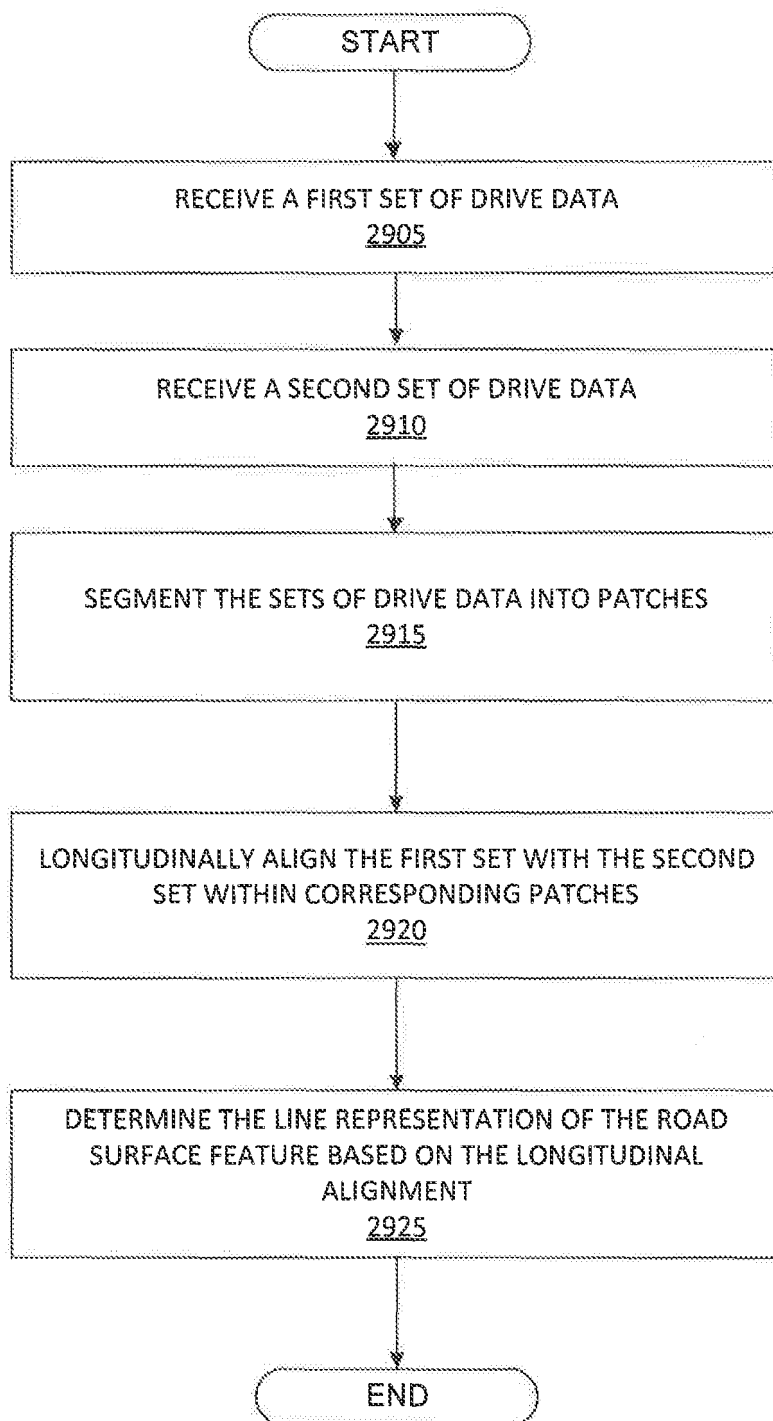 START
RECEIVE A FIRST SET OF DRIVE DATA
2905
RECEIVE A SECOND SET OF DRIVE DATA
2910
SEGMENT THE SETS OF DRIVE DATA INTO PATCHES
2915
LONGITUDINALLY ALIGN THE FIRST SET WITH THE SECOND
SET WITHIN CORRESPONDING PATCHES
2920
DETERMINE THE LINE REPRESENTATION OF THE ROAD
SURFACE FEATURE BASED ON THE LONGITUDINAL
ALIGNMENT
2925
END